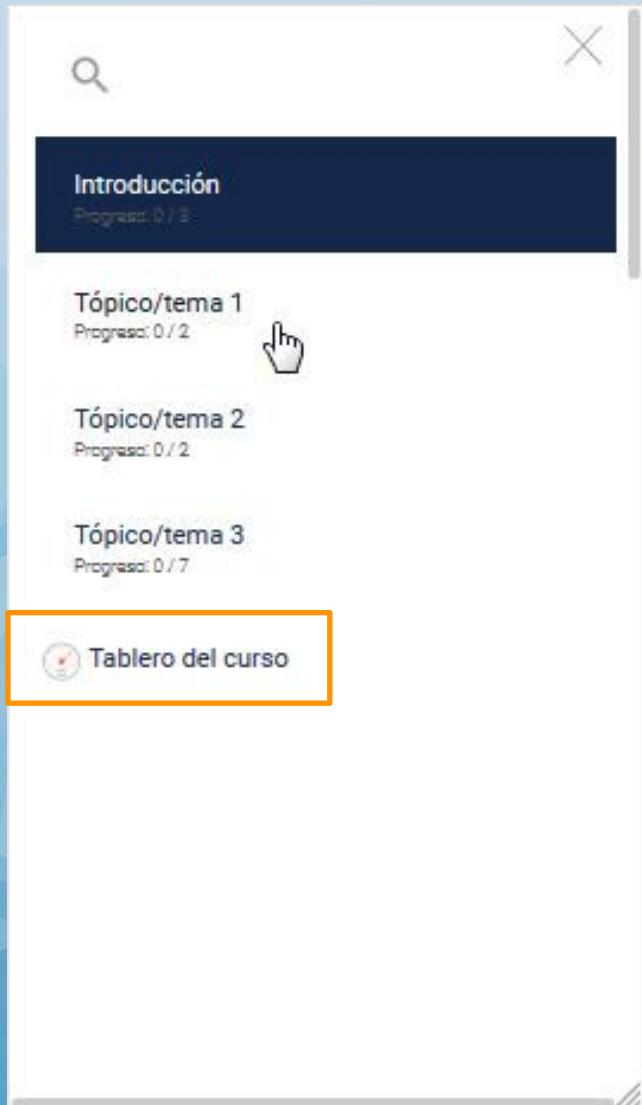 Introducción
Progreso: 0 / 3
Tópico/tema 1
Progreso: 0 / 2
Tópico/tema 2
Progreso: 0 / 2
Tópico/tema 3
Progreso: 0 / 7
Tablero del curso